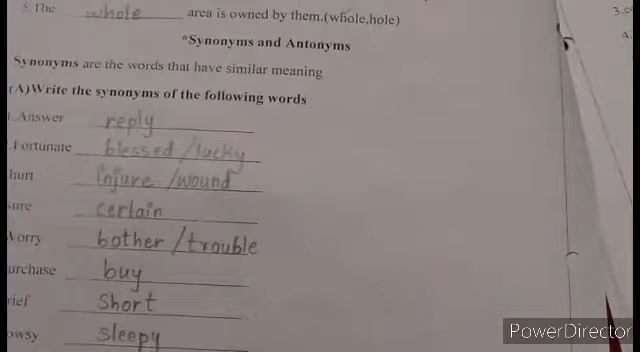 5. The whole area is owned by them.(whole,hole)
*Synonyms and Antonyms
Synonyms are the words that have similar meaning
(A)Write the synonyms of the following words
Answer reply
.Fortunate blessed /lucky
hurt injure /wound
ure certain
orry bother /trouble
urchase buy
rief short
owsy sleepy
PowerDirector